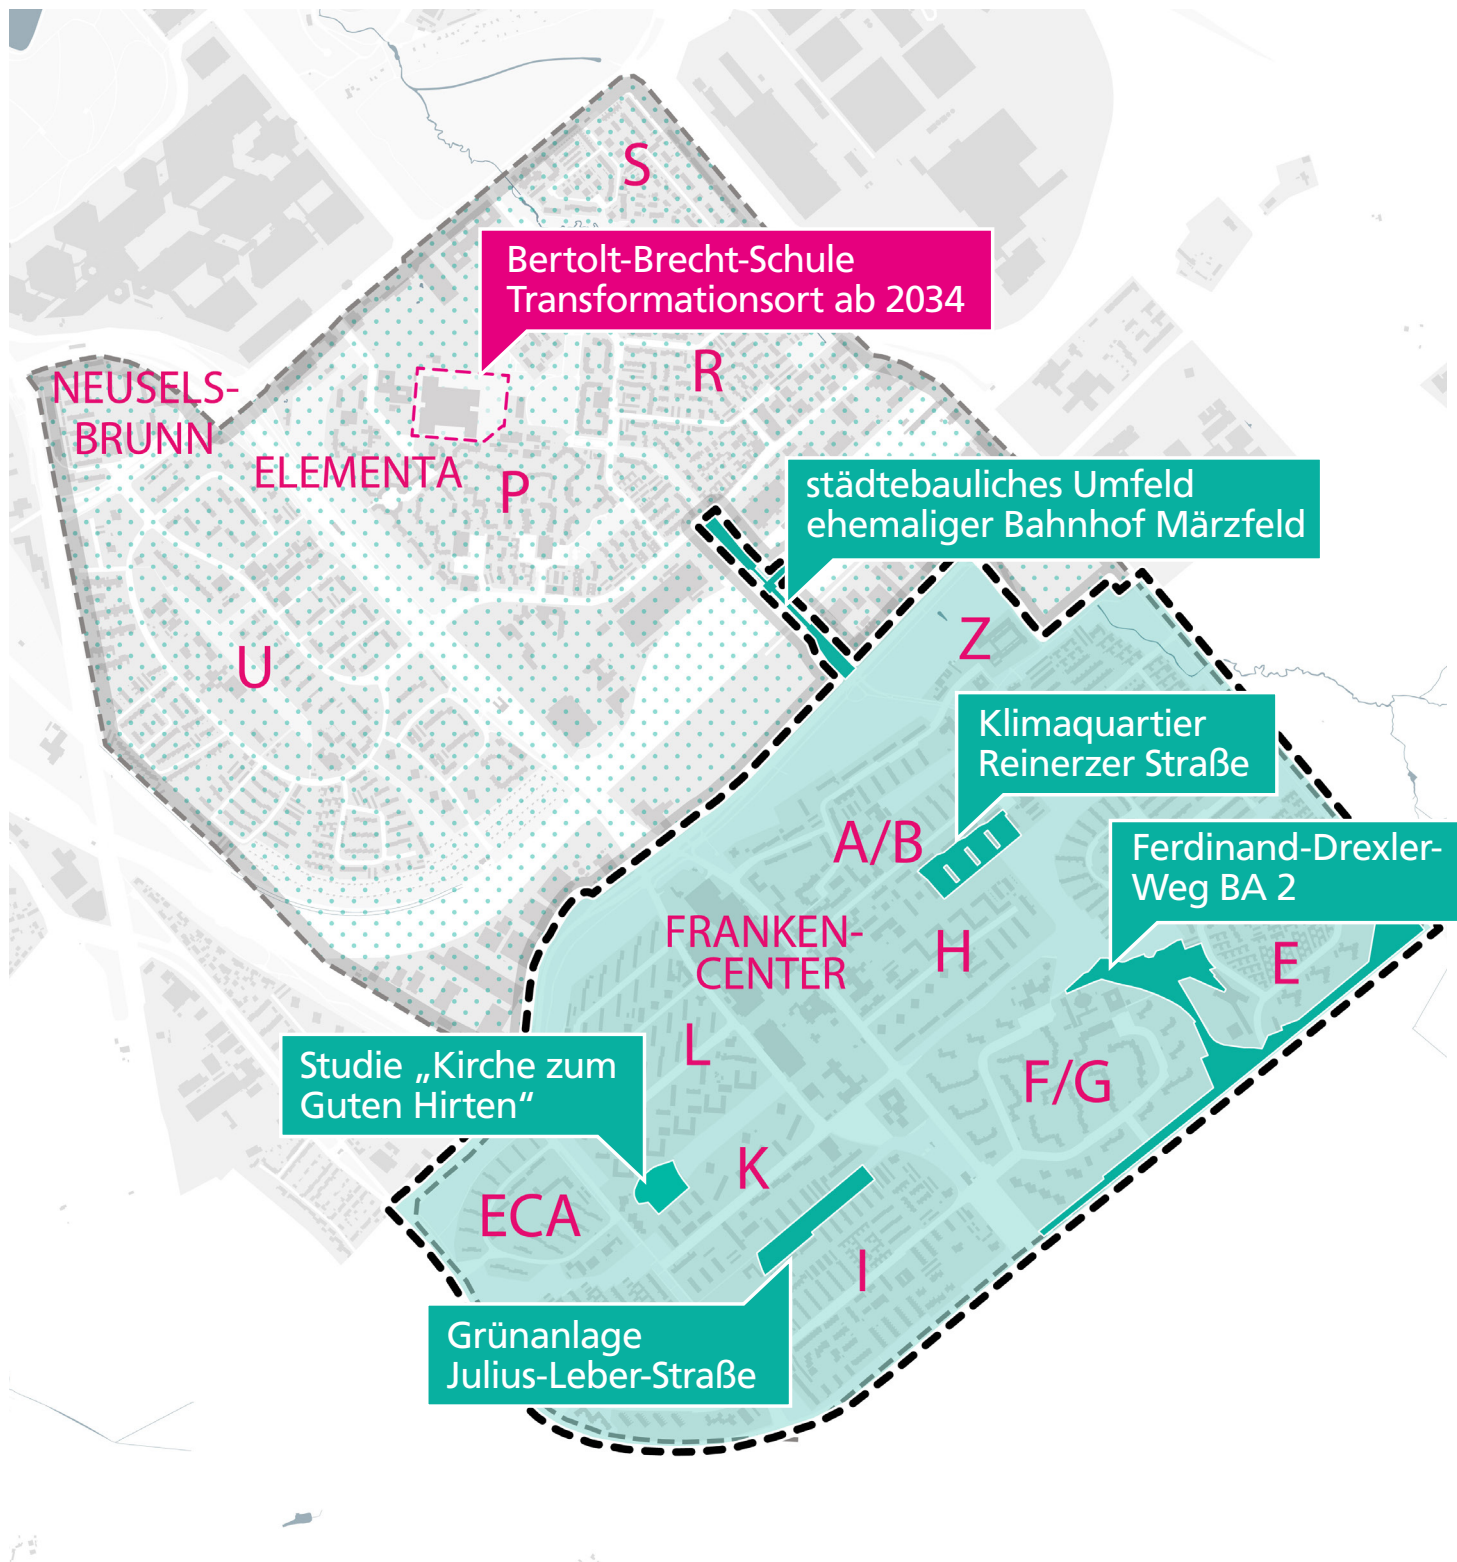 S
Bertolt-Brecht-Schule
Transformationsort ab 2034
R
NEUSELS-
BRUNN
ELEMENTA
P
städtebauliches Umfeld
ehemaliger Bahnhof Märzfeld
U
Z
Klimaquartier
Reinerzer Straße
A/B
Ferdinand-Drexler-
Weg BA 2
FRANKEN-
CENTER
H
E
L
Studie „Kirche zum
Guten Hirten“
F/G
K
ECA
I
Grünanlage
Julius-Leber-Straße